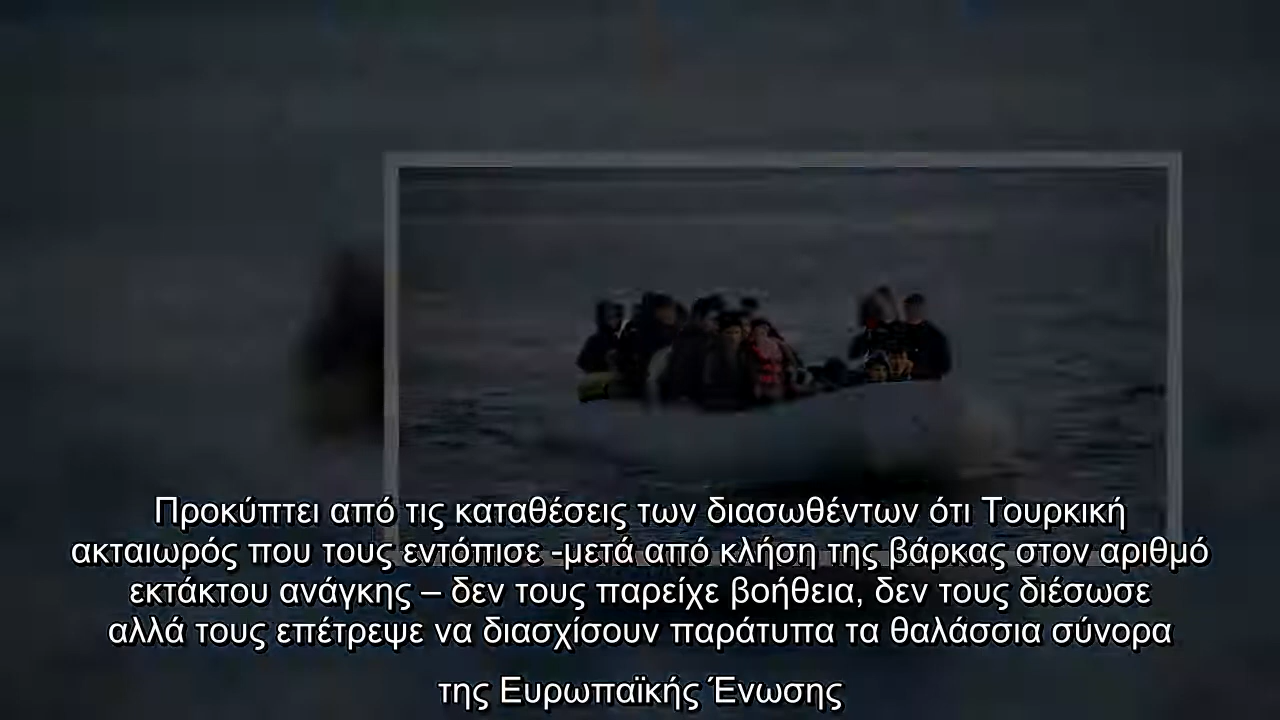 Προκύπτει από τις καταθέσεις των διασωθέντων ότι Τουρκική
ακταιωρός που τους εντόπισε -μετά από κλήση της βάρκας στον αριθμό
εκτάκτου ανάγκης – δεν τους παρείχε βοήθεια, δεν τους διέσωσε
αλλά τους επέτρεψε να διασχίσουν παράτυπα τα θαλάσσια σύνορα
της Ευρωπαϊκής Ένωσης